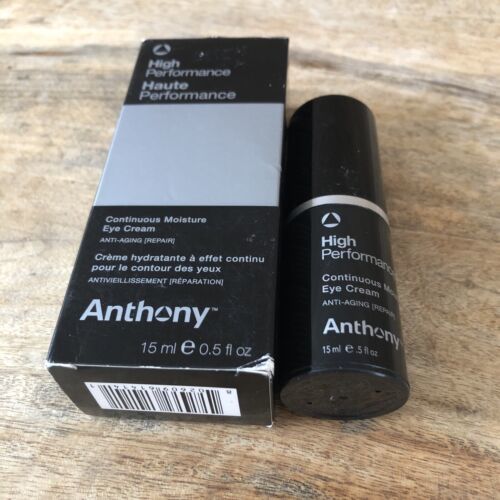 High
Performance
Haute
Performance
Continuous Moisture
Eye Cream
ANTI-AGING [REPAIR]
Crème hydratante à effet continu
pour le contour des yeux
ANTIVIEILLISSEMENT [RÉPARATION]
Anthony™
15 ml e 0.5 fl oz
High
Performance
Continuous
Eye Cream
ANTI-AGING [REPAIR]
Anthony
15 ml e .5 fl oz